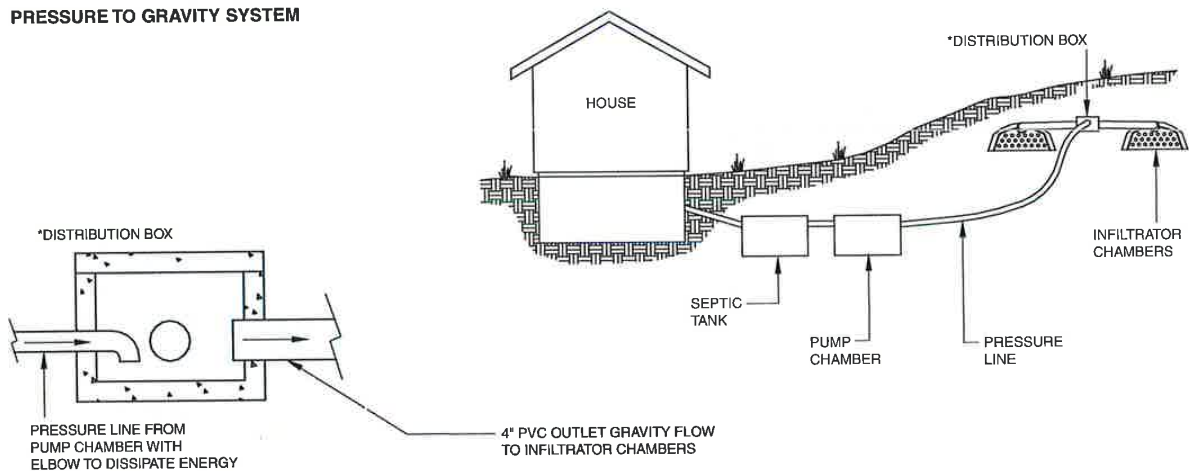 PRESSURE TO GRAVITY SYSTEM
*DISTRIBUTION BOX
HOUSE
INFILTRATOR
CHAMBERS
SEPTIC
TANK
PUMP
CHAMBER
PRESSURE
LINE
*DISTRIBUTION BOX
PRESSURE LINE FROM
PUMP CHAMBER WITH
ELBOW TO DISSIPATE ENERGY
4" PVC OUTLET GRAVITY FLOW
TO INFILTRATOR CHAMBERS